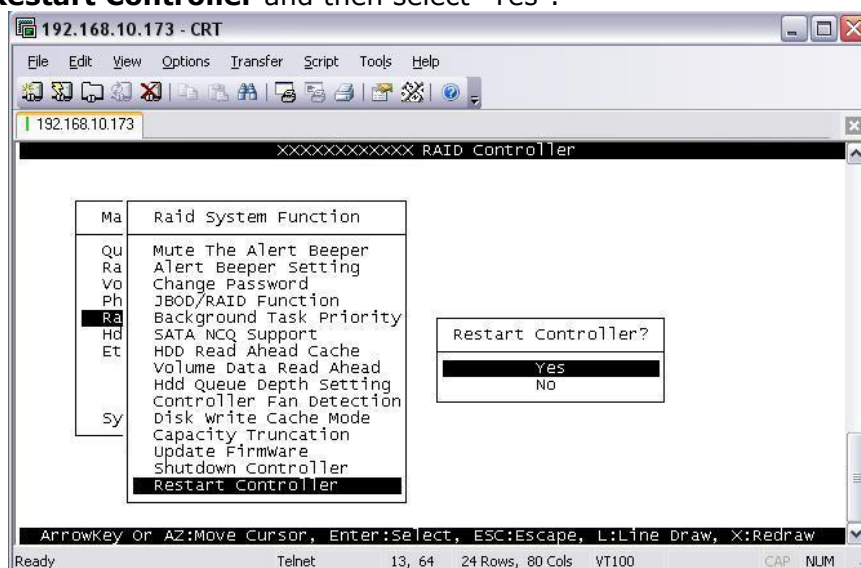 Restart Controller and then select "Yes".
192.168.10.173 - CRT
File Edit View Options Transfer Script Tools Help
192.168.10.173
XXXXXXXXXXXX RAID Controller
Ma
Raid System Function
Qu
Ra
Vo
Ph
Ra
Hd
Et
Sy
Mute The Alert Beeper
Alert Beeper Setting
Change Password
JBOD/RAID Function
Background Task Priority
SATA NCQ Support
HDD Read Ahead Cache
Volume Data Read Ahead
Hdd Queue Depth Setting
Controller Fan Detection
Disk Write Cache Mode
Capacity Truncation
Update FirmWare
Shutdown Controller
Restart Controller
Restart Controller?
Yes
No
ArrowKey Or AZ:Move Cursor, Enter:Select, ESC:Escape, L:Line Draw, X:Redraw
Ready Telnet 13, 64 24 Rows, 80 Cols VT100 CAP NUM